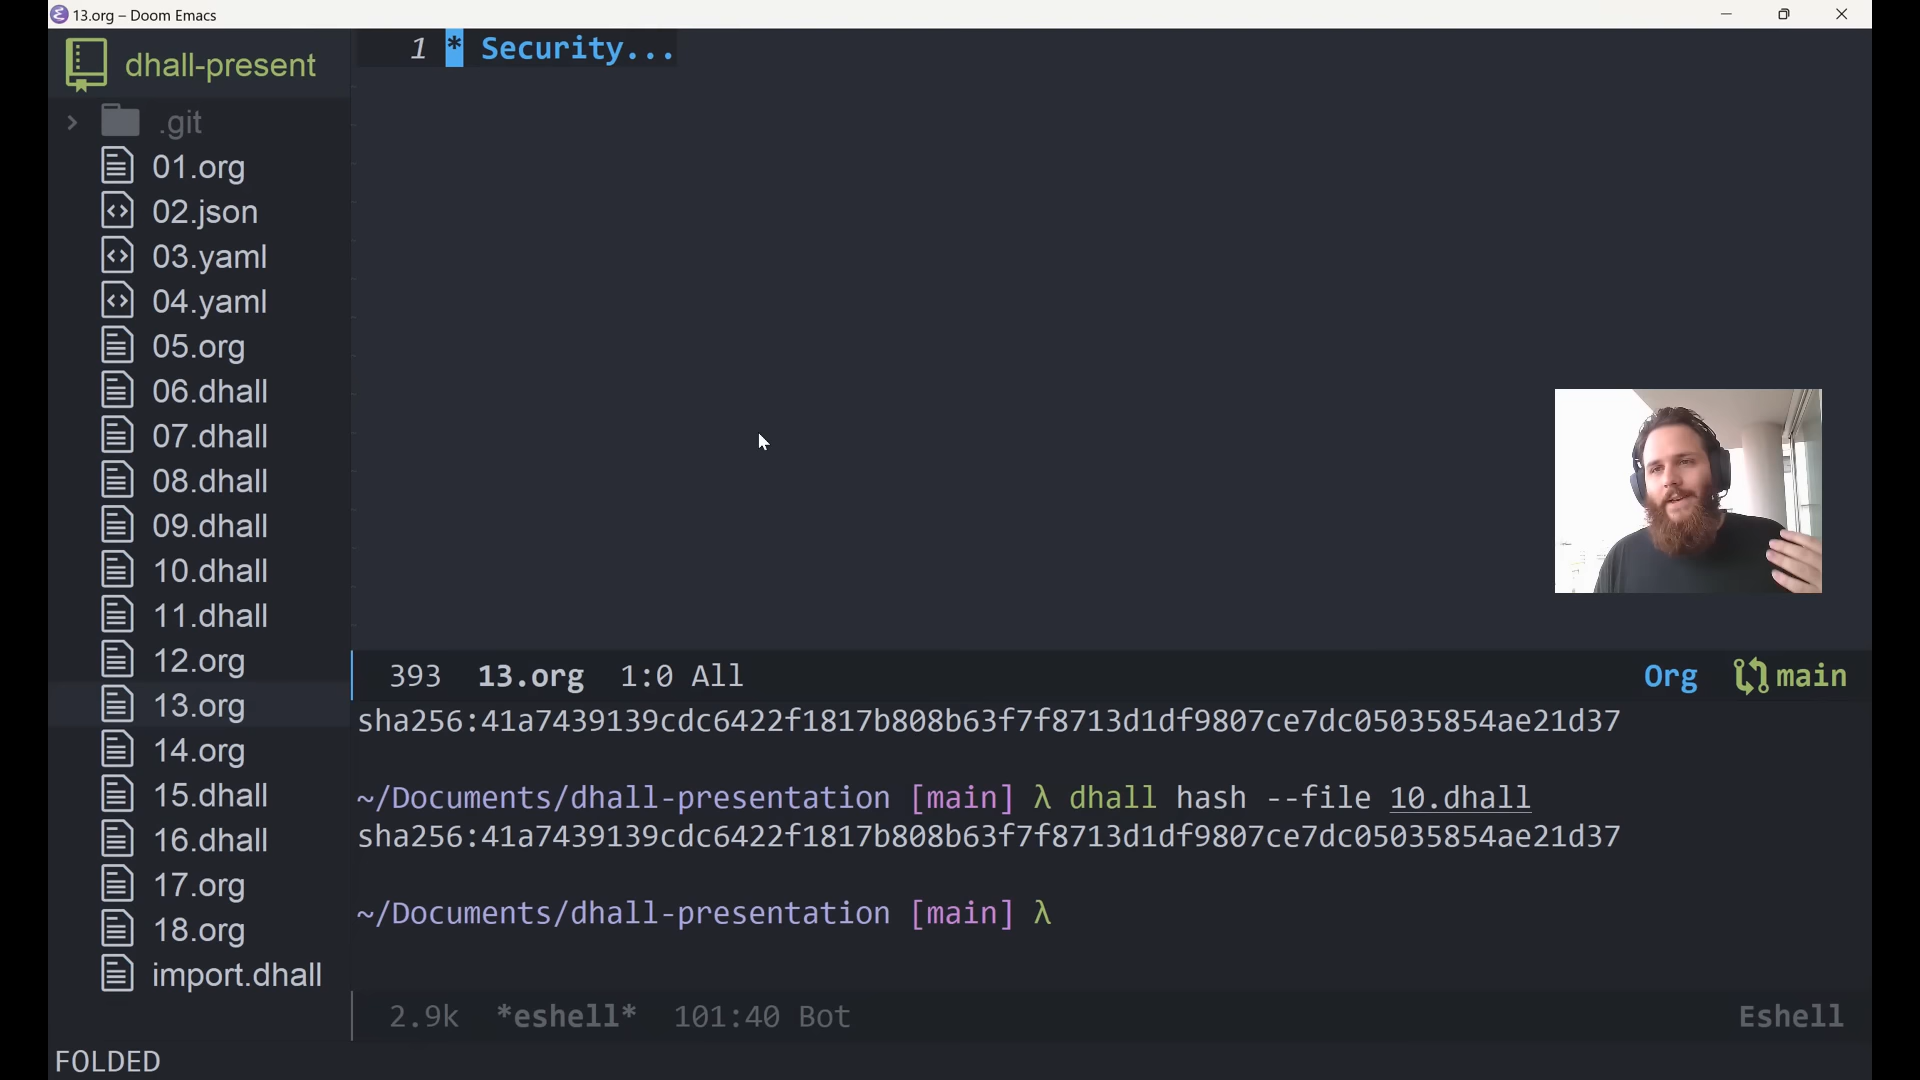 13.org – Doom Emacs
dhall-present
.git
01.org
02.json
03.yaml
04.yaml
05.org
06.dhall
07.dhall
08.dhall
09.dhall
10.dhall
11.dhall
12.org
13.org
14.org
15.dhall
16.dhall
17.org
18.org
import.dhall
1 * Security...
393 13.org 1:0 All Org main
sha256:41a7439139cdc6422f1817b808b63f7f8713d1df9807ce7dc05035854ae21d37
~/Documents/dhall-presentation [main] λ dhall hash --file 10.dhall
sha256:41a7439139cdc6422f1817b808b63f7f8713d1df9807ce7dc05035854ae21d37
~/Documents/dhall-presentation [main] λ
2.9k *eshell* 101:40 Bot Eshell
FOLDED